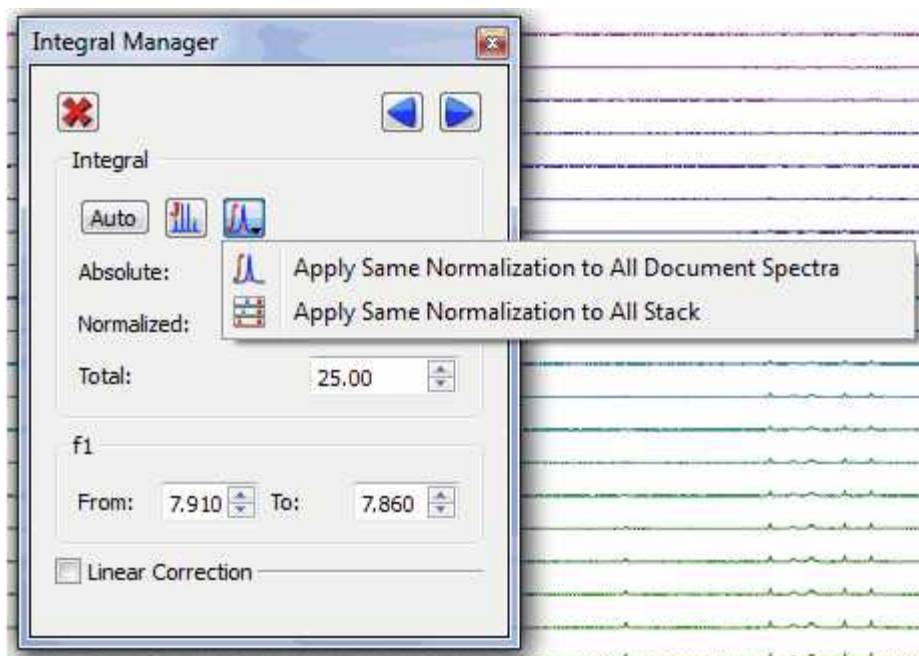 Integral Manager
Integral
Auto
Absolute:
Apply Same Normalization to All Document Spectra
Normalized:
Apply Same Normalization to All Stack
Total: 25.00
f1
From: 7.910 To: 7.860
Linear Correction